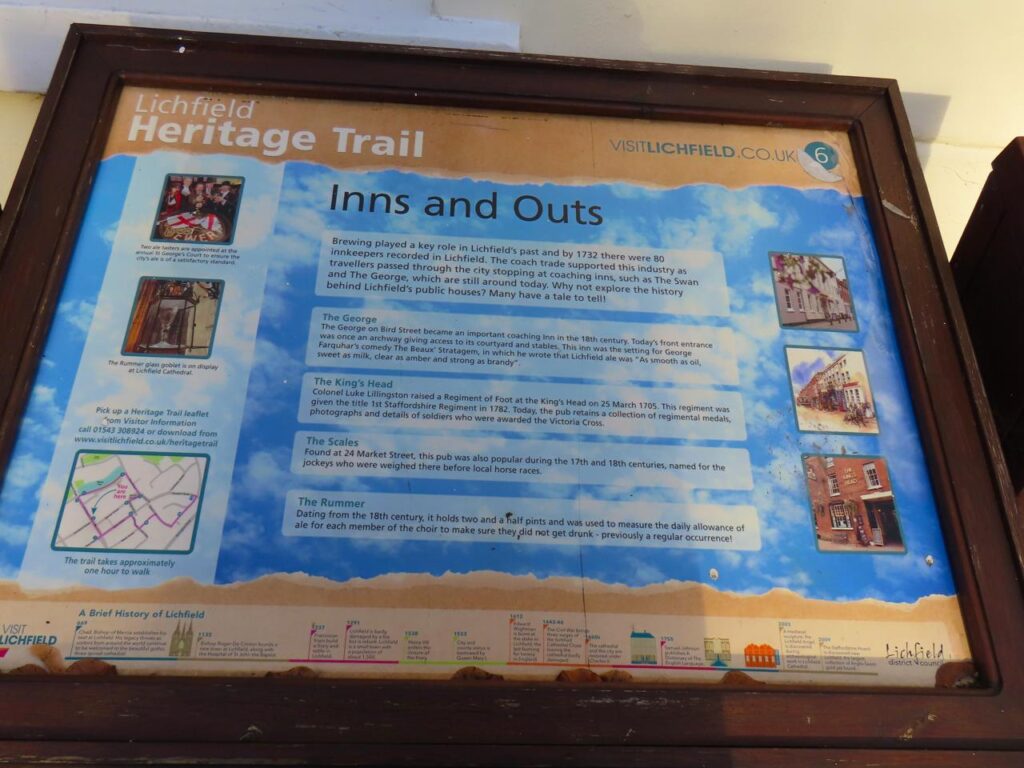 Lichfield
Heritage Trail
VISITLICHFIELD.CO.UK
6
Two ale tasters are appointed at the
annual St George's Court to ensure the
city's ale is of a satisfactory standard.
The Rummer glass goblet is on display
at Lichfield Cathedral.
Pick up a Heritage Trail leaflet
from Visitor Information
call 01543 308924 or download from
www.visitlichfield.co.uk/heritagetrail
You are
here
The trail takes approximately
one hour to walk
Inns and Outs
Brewing played a key role in Lichfield's past and by 1732 there were 80
innkeepers recorded in Lichfield. The coach trade supported this industry as
travellers passed through the city stopping at coaching inns, such as The Swan
and The George, which are still around today. Why not explore the history
behind Lichfield's public houses? Many have a tale to tell!
The George
The George on Bird Street became an important coaching Inn in the 18th century. Today's front entrance
was once an archway giving access to its courtyard and stables. This inn was the setting for George
Farquhar's comedy The Beaux' Stratagem, in which he wrote that Lichfield ale was "As smooth as oil,
sweet as milk, clear as amber and strong as brandy".
The King's Head
Colonel Luke Lillingston raised a Regiment of Foot at the King's Head on 25 March 1705. This regiment was
given the title 1st Staffordshire Regiment in 1782. Today, the pub retains a collection of regimental medals,
photographs and details of soldiers who were awarded the Victoria Cross.
The Scales
Found at 24 Market Street, this pub was also popular during the 17th and 18th centuries, named for the
jockeys who were weighed there before local horse races.
The Rummer
Dating from the 18th century, it holds two and a half pints and was used to measure the daily allowance of
ale for each member of the choir to make sure they did not get drunk - previously a regular occurrence!
VISIT
LICHFIELD
A Brief History of Lichfield
669
1291
1553
1612
Lichfield
district council